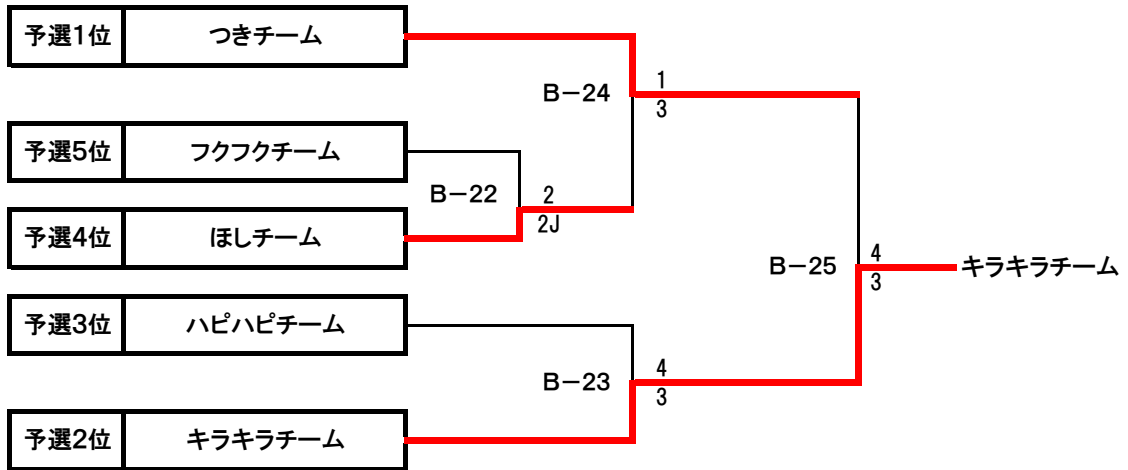 予選1位 つきチーム
B－24
1
3
予選5位 フクフクチーム
B－22
2
2J
予選4位 ほしチーム
B－25
4
3
キラキラチーム
予選3位 ハピハピチーム
B－23
4
3
予選2位 キラキラチーム